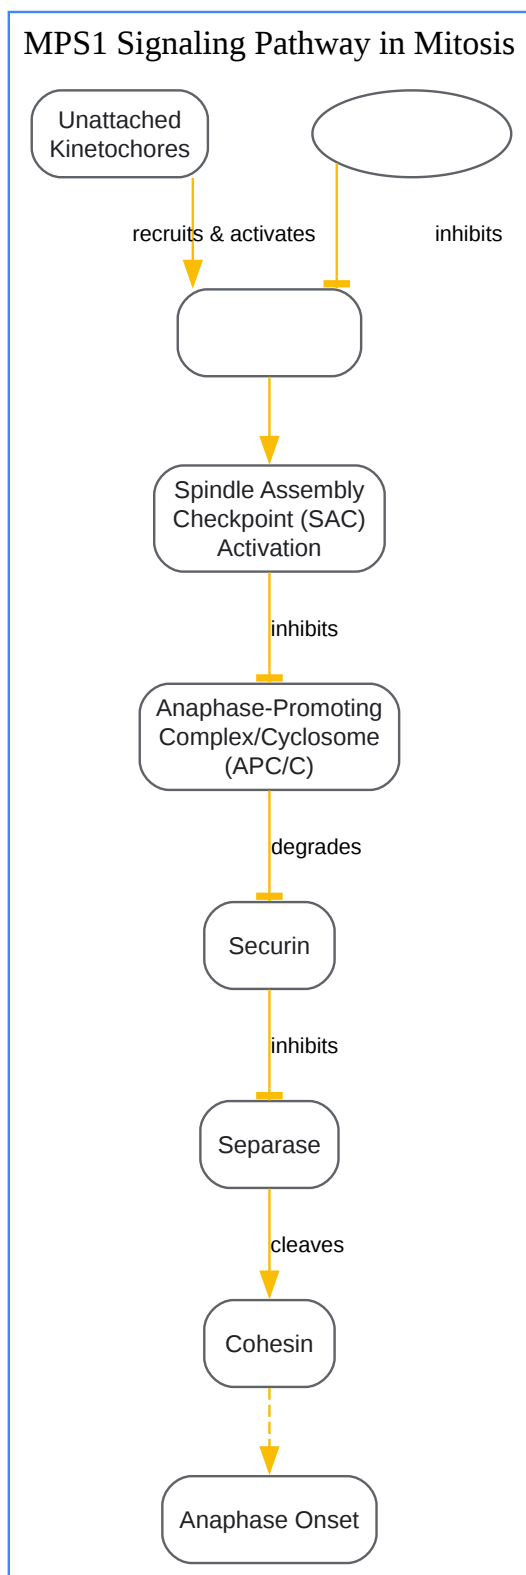 MPS1 Signaling Pathway in Mitosis
Unattached
Kinetochores
recruits & activates
inhibits
Spindle Assembly
Checkpoint (SAC)
Activation
inhibits
Anaphase-Promoting
Complex/Cyclosome
(APC/C)
degrades
Securin
inhibits
Separase
cleaves
Cohesin
Anaphase Onset